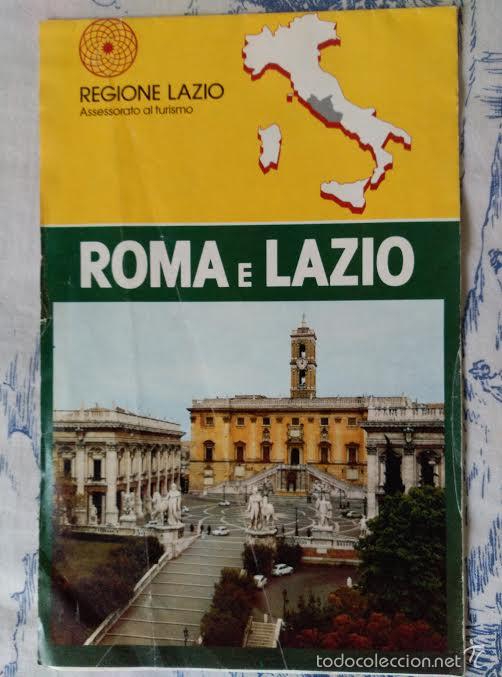 REGIONE LAZIO
Assessorato al turismo
ROMA E LAZIO
todocoleccion.net